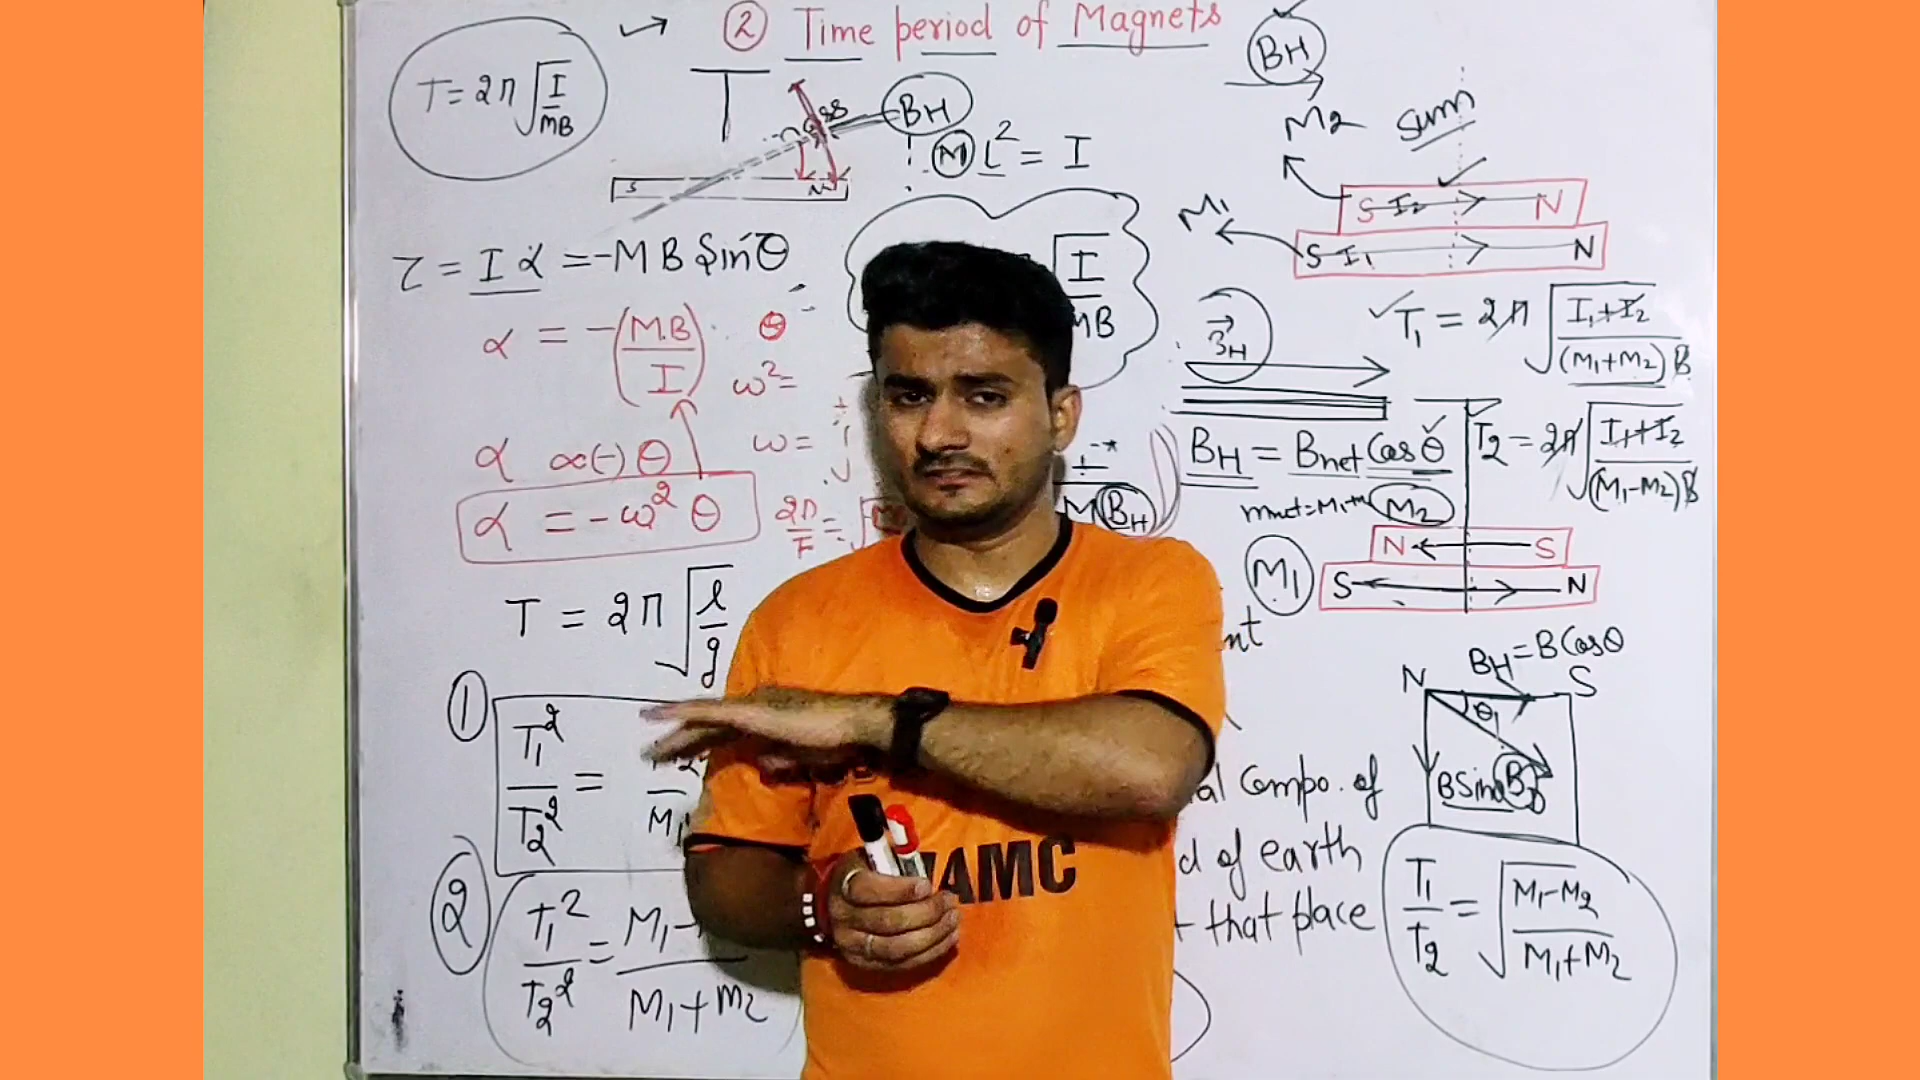 ② Time period of Magnets
T = 2π √(I/MB)
BH
BH
M L² = I
S N
M2 Sum
M1
S I2 N
S I1 N
τ = I α = -MB Sin θ
α = -(M.B/I) θ
ω² =
√(I/MB)
BH
T1 = 2π √((I1+I2)/(M1+M2)B)
α ∝(-) θ
ω =
α = -ω² θ
2π/T = √
MBH
BH = Bnet Cos θ
T2 = 2π √((I1+I2)/(M1-M2)B)
M2
N S
M1
S N
T = 2π √(l/g)
BH = B Cos θ
N S
θ
B Sin θ
① T1²/T2² =
Compo. of
of earth
that place
② T1²/T2² = M1-/M1+M2
T1/T2 = √(M1-M2/M1+M2)
AMC